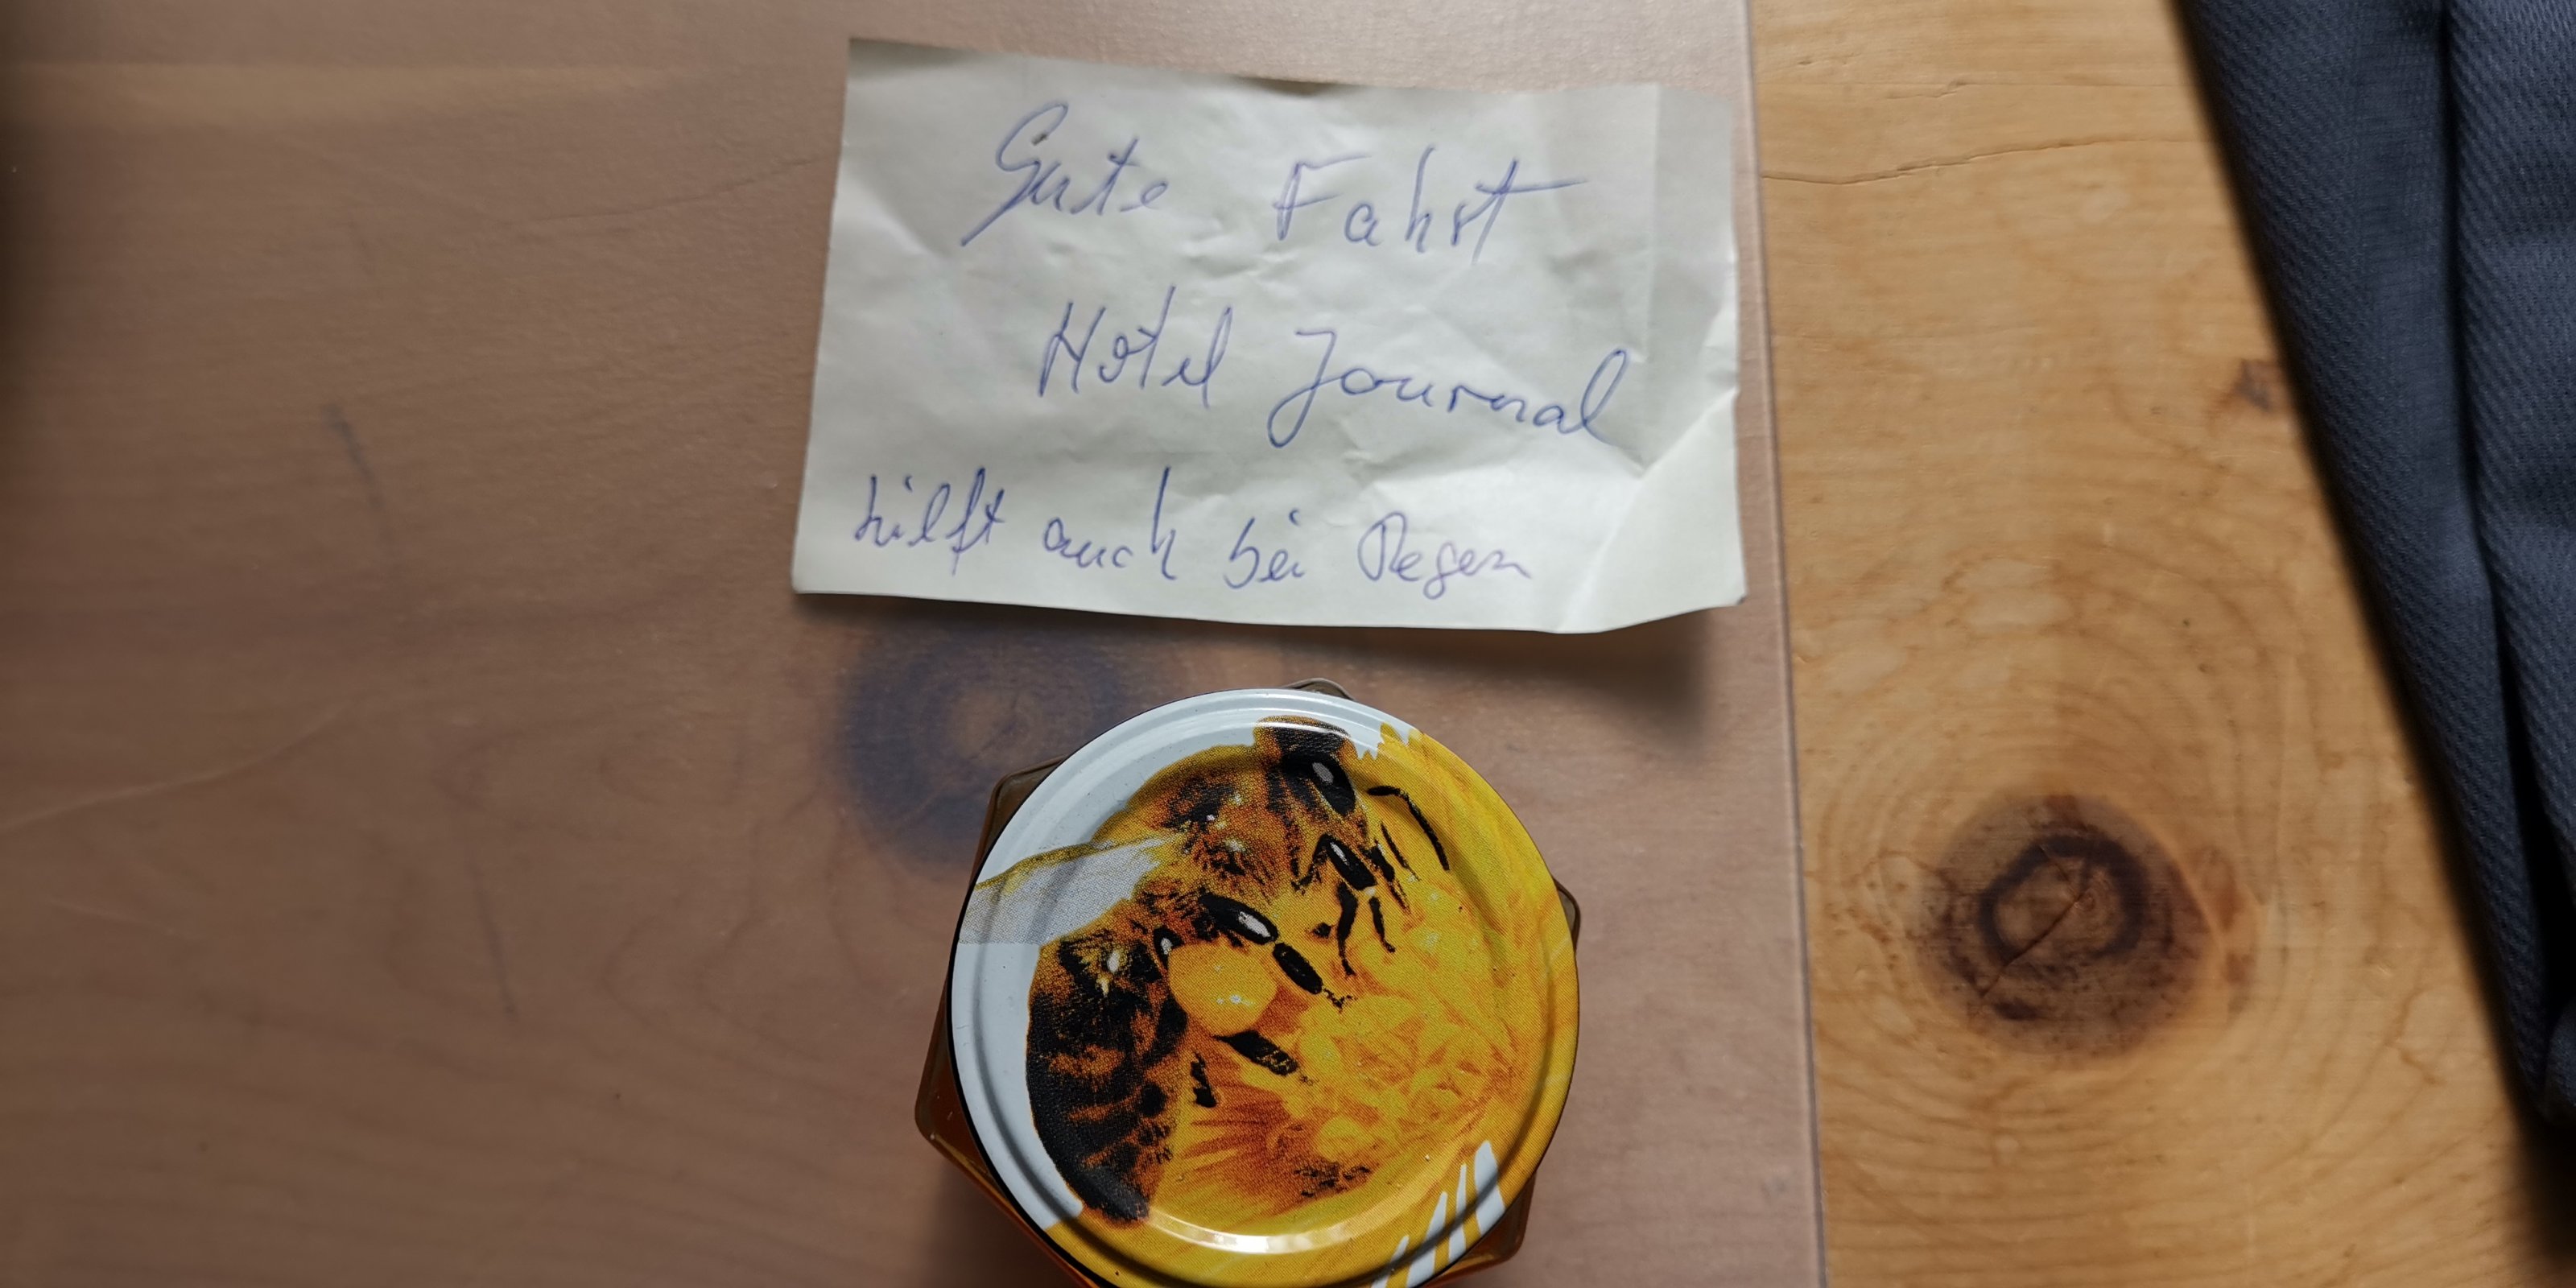 Gute Fahrt
Hotel Journal
hilft auch bei Regen